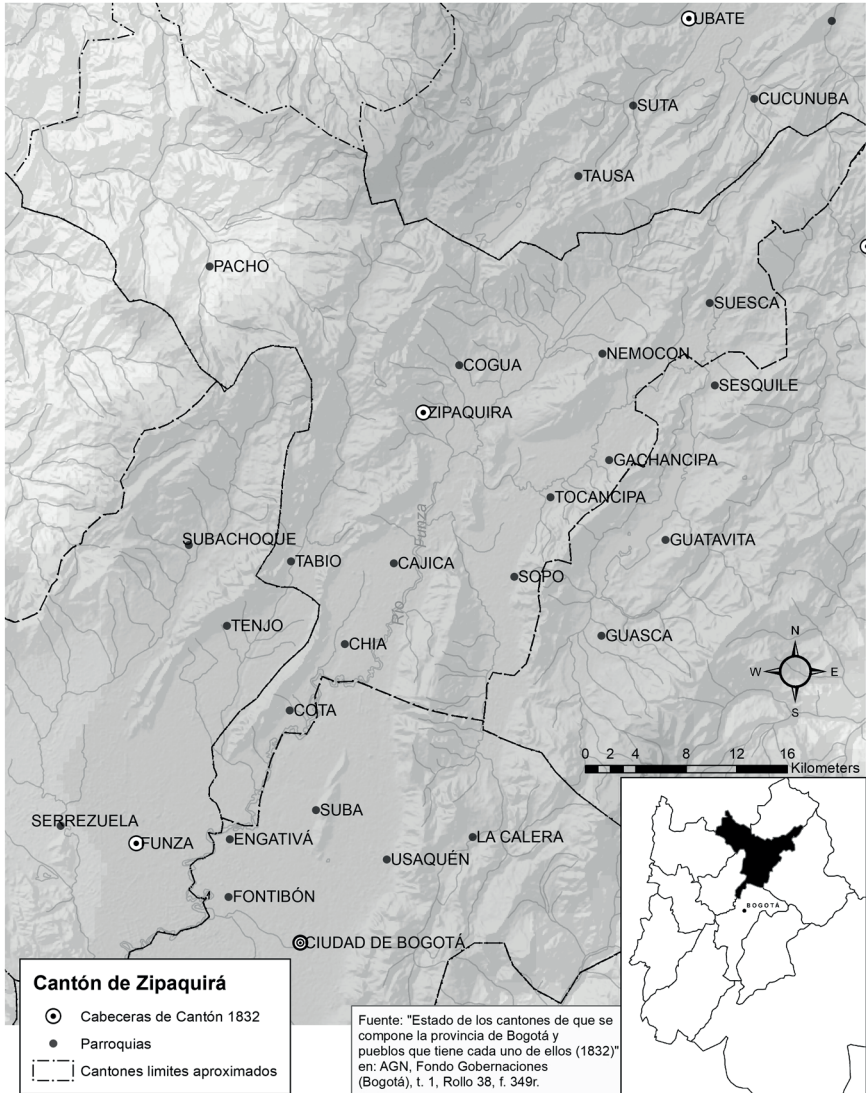 UBATE
SUTA
CUCUNUBA
TAUSA
PACHO
SUESCA
NEMOCON
COGUA
SESQUILE
ZIPAQUIRA
GACHANCIPA
TOCANCIPA
Río Funza
SUBACHOQUE
GUATAVITA
TABIO
CAJICA
SOPO
TENJO
GUASCA
CHIA
N
W E
S
COTA
0 2 4 8 12 16
Kilometers
SUBA
SERREZUELA
FUNZA
ENGATIVÁ
LA CALERA
USAQUÉN
FONTIBÓN
BOGOTÁ
CIUDAD DE BOGOTÁ
Cantón de Zipaquirá
Cabeceras de Cantón 1832
Parroquias
Cantones limites aproximados
Fuente: "Estado de los cantones de que se
compone la provincia de Bogotá y
pueblos que tiene cada uno de ellos (1832)"
en: AGN, Fondo Gobernaciones
(Bogotá), t. 1, Rollo 38, f. 349r.